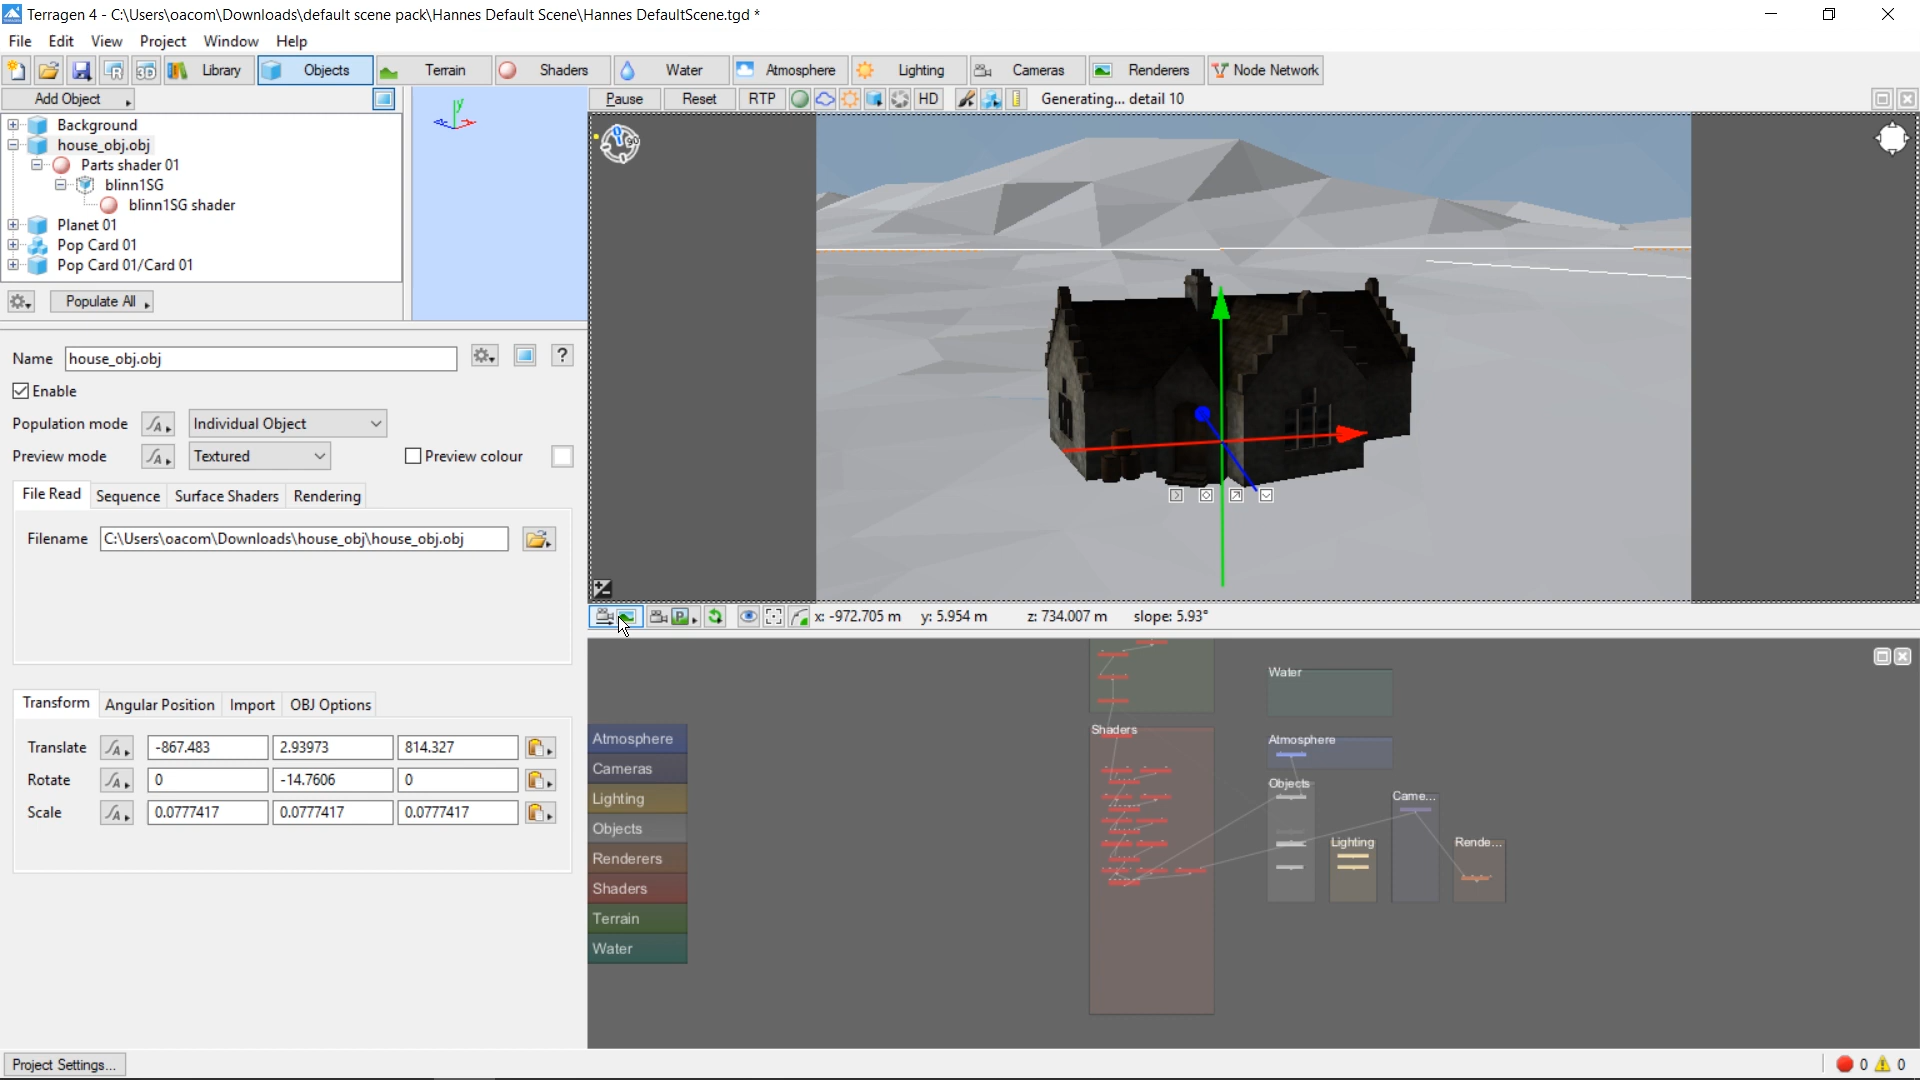 Terragen 4 - C:\Users\oacom\Downloads\default scene pack\Hannes Default Scene\Hannes DefaultScene.tgd *
File Edit View Project Window Help
Library Objects Terrain Shaders Water Atmosphere Lighting Cameras Renderers Node Network
Add Object
Pause Reset RTP HD Generating... detail 10
Background
house_obj.obj
Parts shader 01
blinn1SG
blinn1SG shader
Planet 01
Pop Card 01
Pop Card 01/Card 01
Populate All
y
Name house_obj.obj ?
Enable
Population mode Individual Object
Preview mode Textured Preview colour
File Read Sequence Surface Shaders Rendering
Filename C:\Users\oacom\Downloads\house_obj\house_obj.obj
x: -972.705 m y: 5.954 m z: 734.007 m slope: 5.93°
Transform Angular Position Import OBJ Options
Translate -867.483 2.93973 814.327
Rotate 0 -14.7606 0
Scale 0.0777417 0.0777417 0.0777417
Atmosphere
Cameras
Lighting
Objects
Renderers
Shaders
Terrain
Water
Shaders
Water
Atmosphere
Objects
Came...
Lighting
Rende...
Project Settings...
0 0